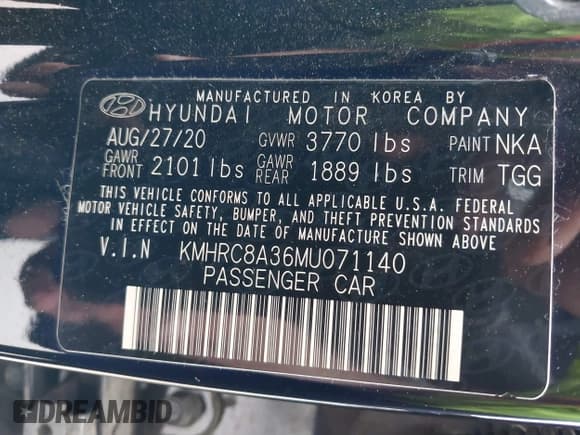 MANUFACTURED IN KOREA BY
HYUNDAI MOTOR COMPANY
AUG/27/20 GVWR 3770 lbs PAINT NKA
GAWR FRONT 2101 lbs GAWR REAR 1889 lbs TRIM TGG
THIS VEHICLE CONFORMS TO ALL APPLICABLE U.S.A. FEDERAL
MOTOR VEHICLE SAFETY, BUMPER, AND THEFT PREVENTION STANDARDS
IN EFFECT ON THE DATE OF MANUFACTURE SHOWN ABOVE
V.I.N KMHRC8A36MU071140
PASSENGER CAR
DREAMBID